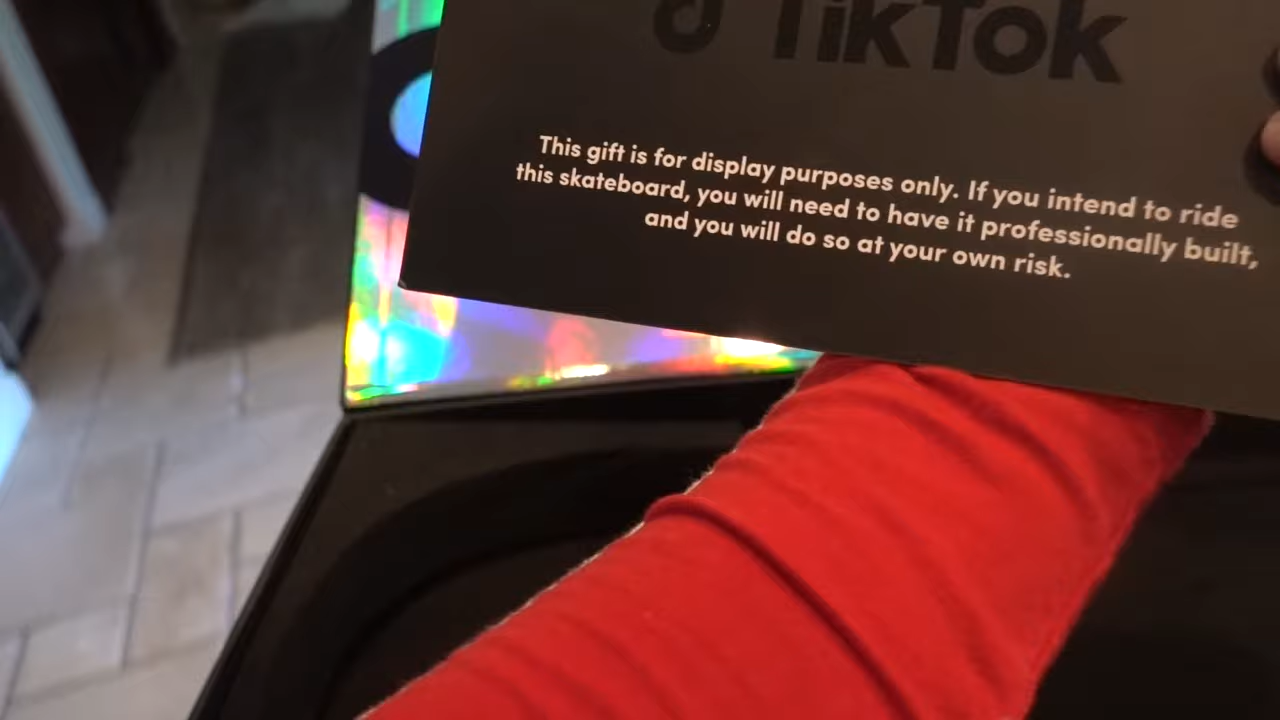 TikTok
This gift is for display purposes only. If you intend to ride
this skateboard, you will need to have it professionally built,
and you will do so at your own risk.